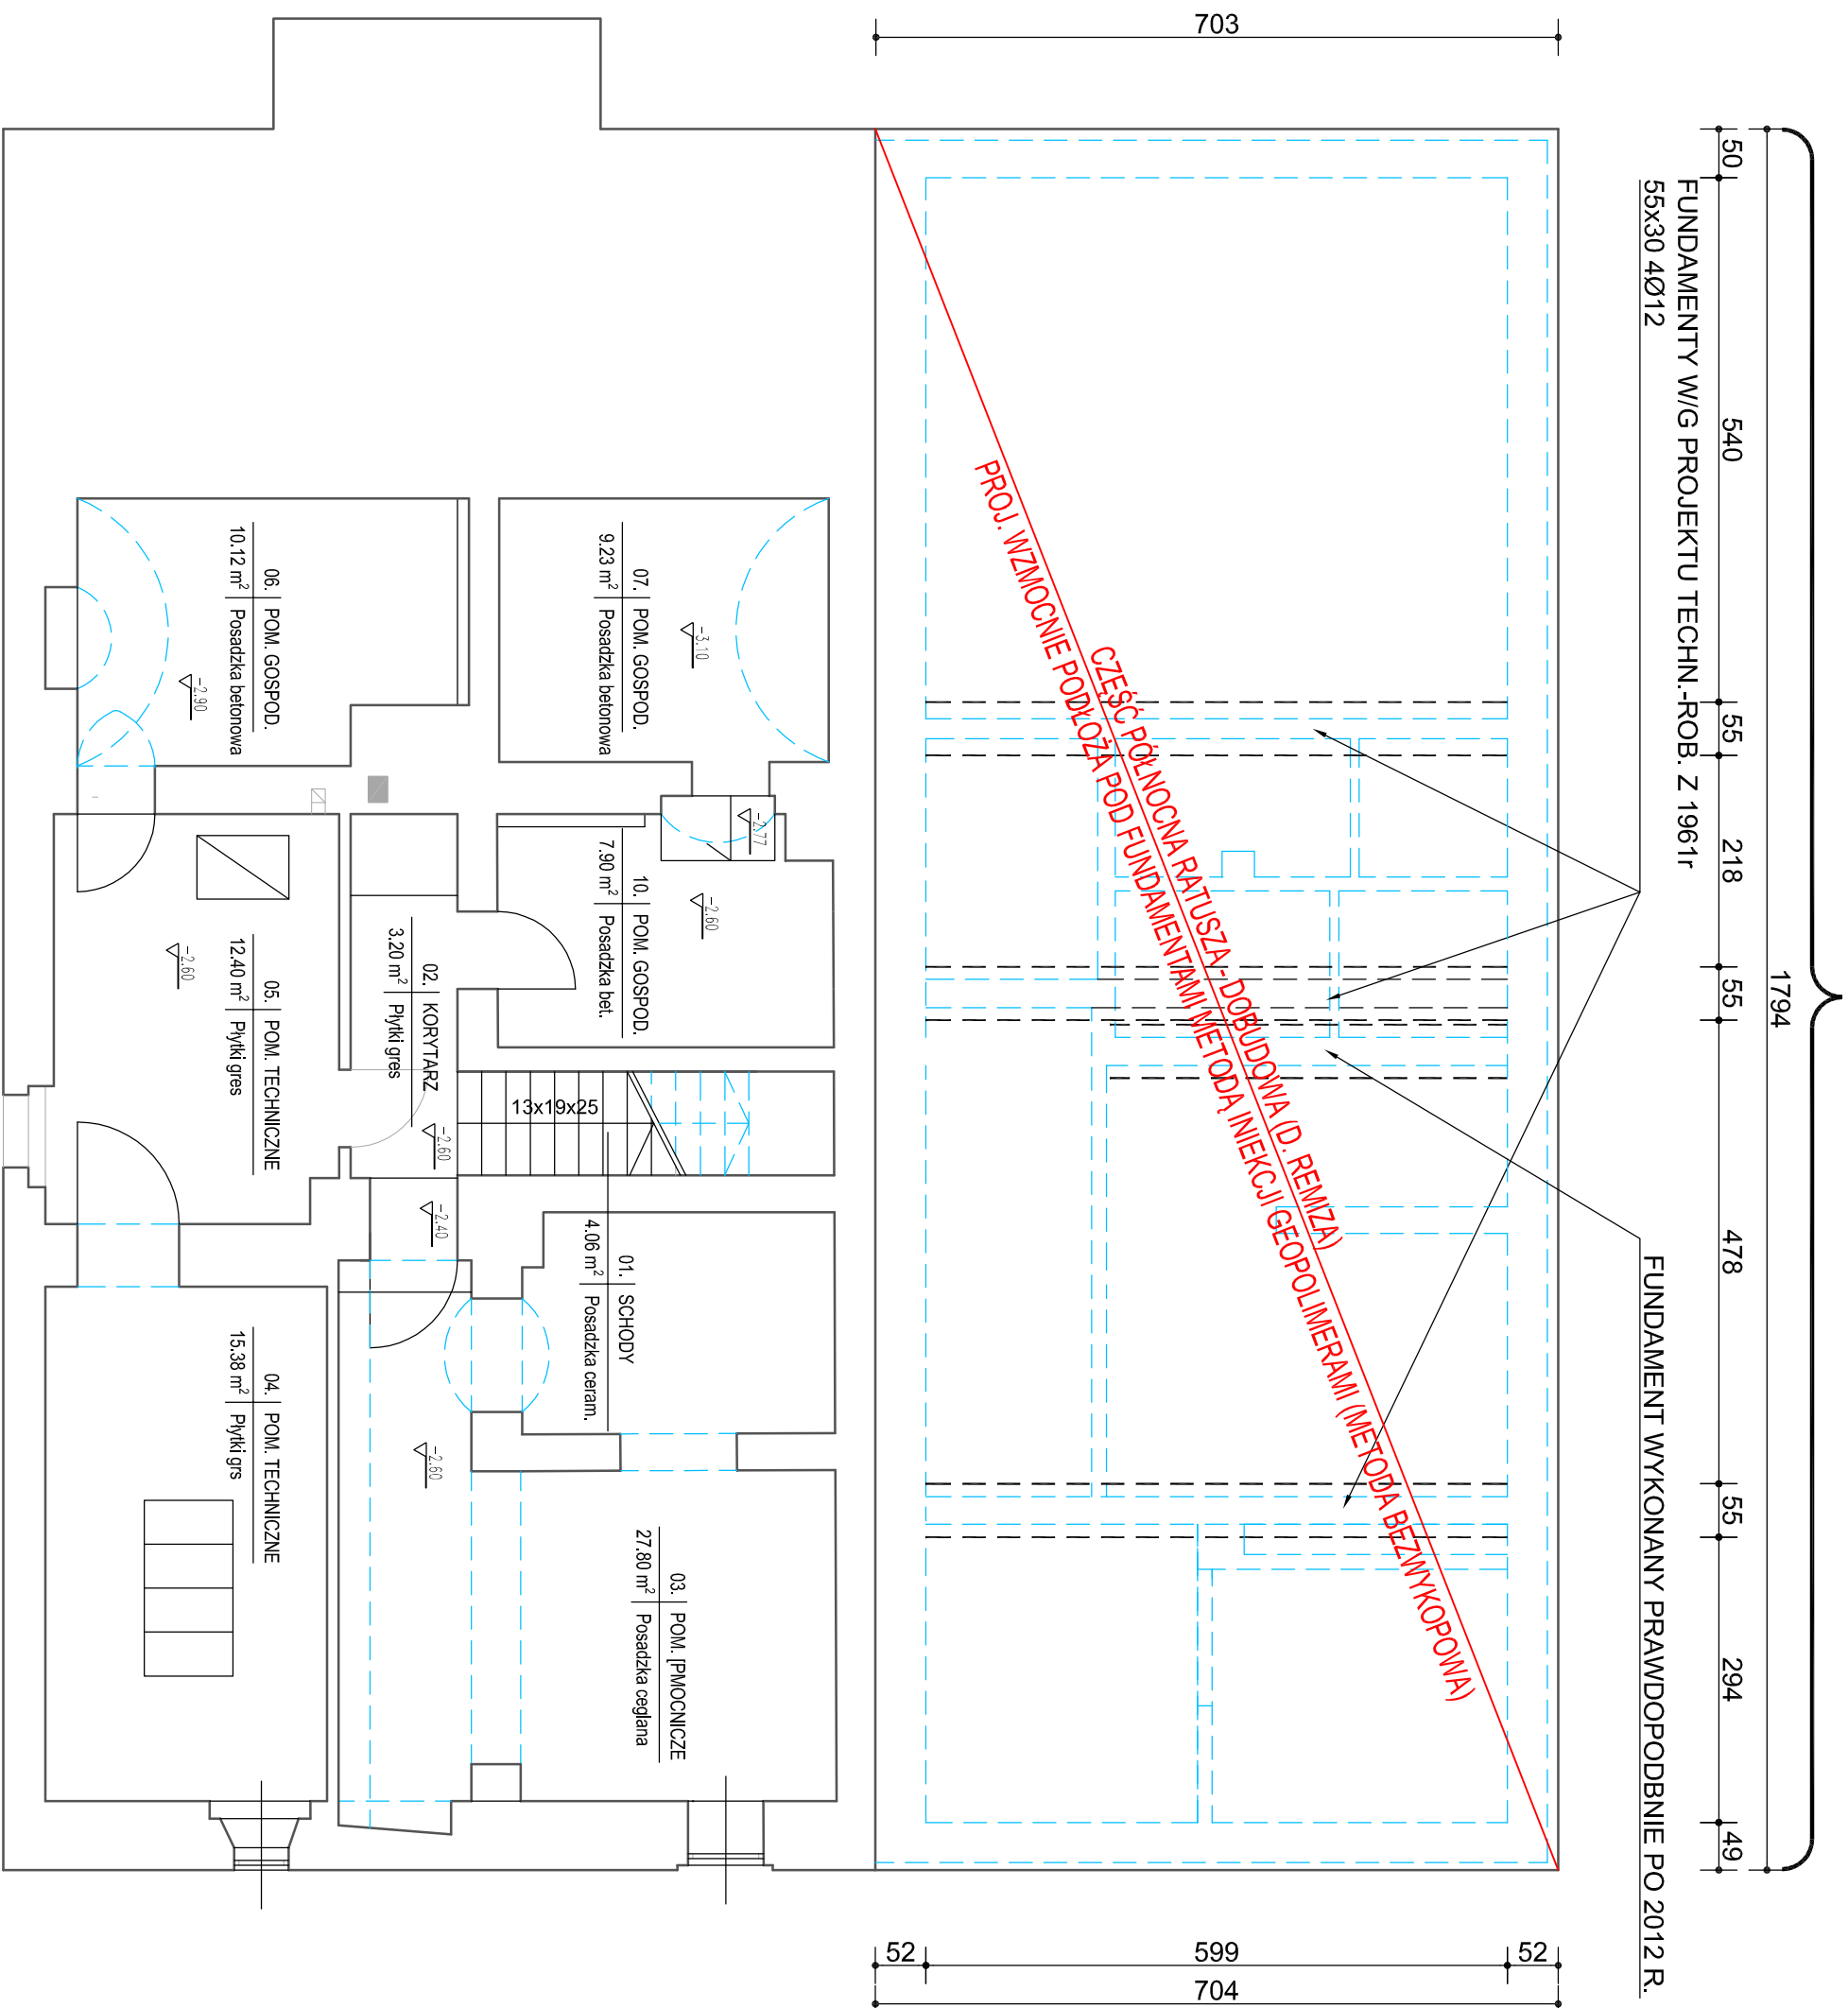 703
1794
50
540
55
218
55
478
55
294
49
FUNDAMENTY W/G PROJEKTU TECHN.-ROB. Z 1961r
55x30 4Ø12
FUNDAMENT WYKONANY PRAWDOPODBNIE PO 2012 R.
CZĘŚĆ PÓŁNOCNA RATUSZA - DOBUDOWA (D. REMIZA)
PROJ. WZMOCNIE PODŁOŻA POD FUNDAMENTAMI METODĄ INIEKCJI GEOPOLIMERAMI (METODA BEZWYKOPOWA)
52
599
52
704
07. POM. GOSPOD.
9.23 m² Posadzka betonowa
-3.10
06. POM. GOSPOD.
10.12 m² Posadzka betonowa
-2.90
-2.77
10. POM. GOSPOD.
7.90 m² Posadzka bet.
-2.60
02. KORYTARZ
3.20 m² Płytki gres
-2.60
05. POM. TECHNICZNE
12.40 m² Płytki gres
-2.60
13x19x25
-2.40
01. SCHODY
4.06 m² Posadzka ceram.
-2.60
03. POM. [PMOCNICZE
27.80 m² Posadzka ceglana
04. POM. TECHNICZNE
15.38 m² Płytki grs